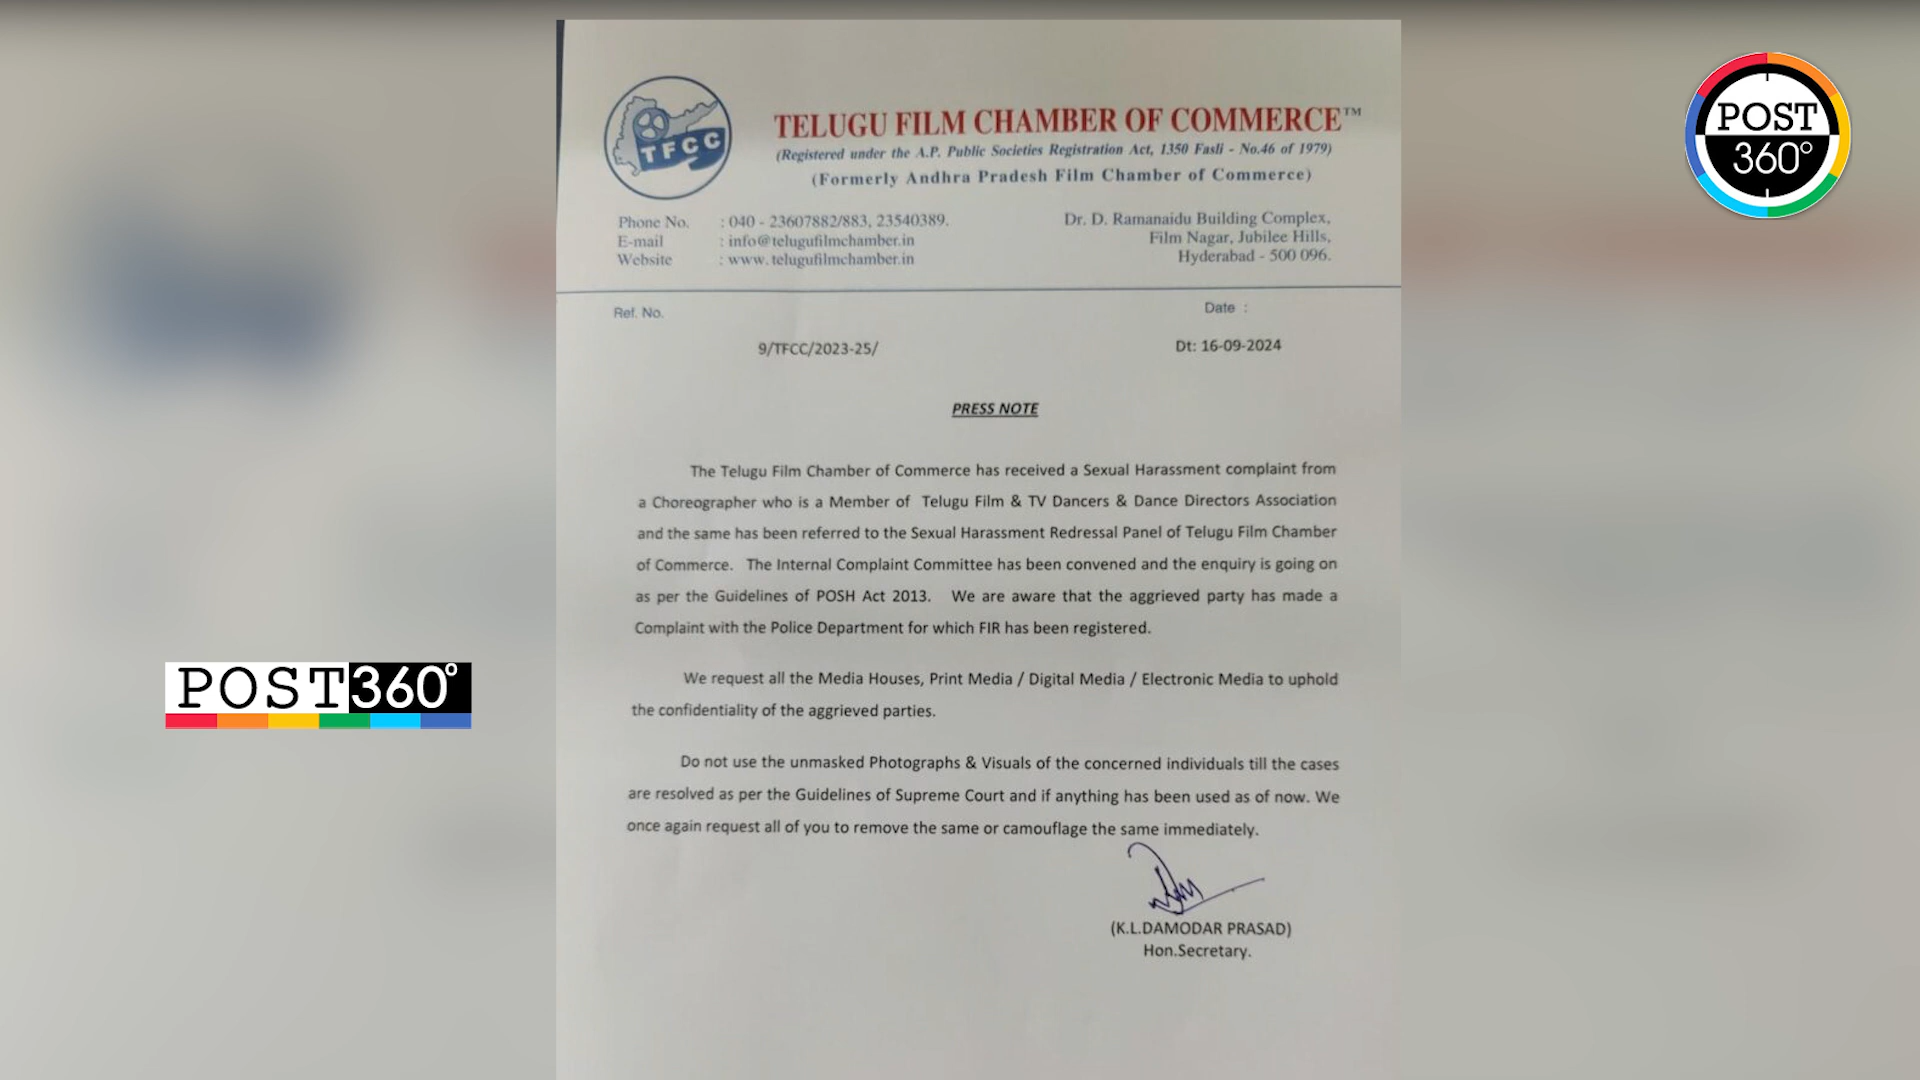 TFCC
TELUGU FILM CHAMBER OF COMMERCE™
(Registered under the A.P. Public Societies Registration Act, 1350 Fasli - No.46 of 1979)
(Formerly Andhra Pradesh Film Chamber of Commerce)
Phone No. : 040 - 23607882/883, 23540389.
E-mail : info@telugufilmchamber.in
Website : www.telugufilmchamber.in
Dr. D. Ramanaidu Building Complex,
Film Nagar, Jubilee Hills,
Hyderabad - 500 096.
POST
360°
Ref. No.
Date :
9/TFCC/2023-25/
Dt: 16-09-2024
PRESS NOTE
The Telugu Film Chamber of Commerce has received a Sexual Harassment complaint from
a Choreographer who is a Member of Telugu Film & TV Dancers & Dance Directors Association
and the same has been referred to the Sexual Harassment Redressal Panel of Telugu Film Chamber
of Commerce. The Internal Complaint Committee has been convened and the enquiry is going on
as per the Guidelines of POSH Act 2013. We are aware that the aggrieved party has made a
Complaint with the Police Department for which FIR has been registered.
We request all the Media Houses, Print Media / Digital Media / Electronic Media to uphold
the confidentiality of the aggrieved parties.
POST360°
Do not use the unmasked Photographs & Visuals of the concerned individuals till the cases
are resolved as per the Guidelines of Supreme Court and if anything has been used as of now. We
once again request all of you to remove the same or camouflage the same immediately.
(K.L.DAMODAR PRASAD)
Hon.Secretary.